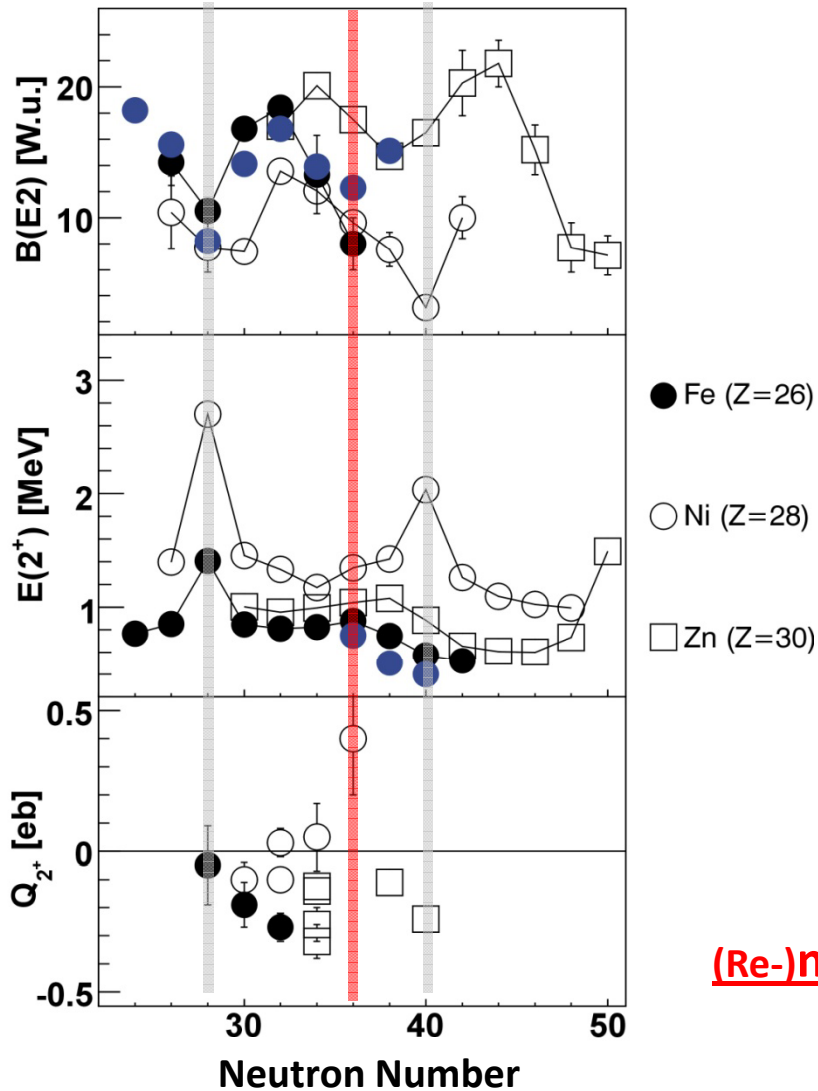 B(E2) [W.u.]
20
10
E(2⁺) [MeV]
3
2
1
Fe (Z=26)
Ni (Z=28)
Zn (Z=30)
Q₂⁺ [eb]
0.5
0
-0.5
30 40 50
Neutron Number
(Re-)n